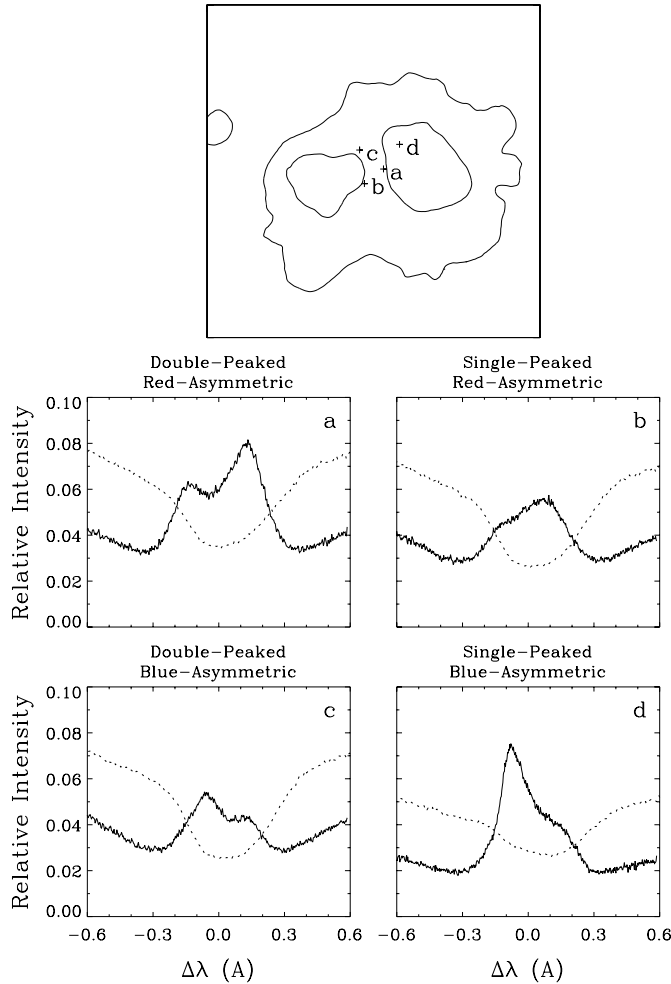 c
d
a
b
Double-Peaked
Red-Asymmetric
Single-Peaked
Red-Asymmetric
Relative Intensity
0.10
0.08
0.06
0.04
0.02
0.00
a
b
Double-Peaked
Blue-Asymmetric
Single-Peaked
Blue-Asymmetric
Relative Intensity
0.10
0.08
0.06
0.04
0.02
0.00
c
d
-0.6 -0.3 0.0 0.3 0.6
-0.6 -0.3 0.0 0.3 0.6
Δλ (A)
Δλ (A)